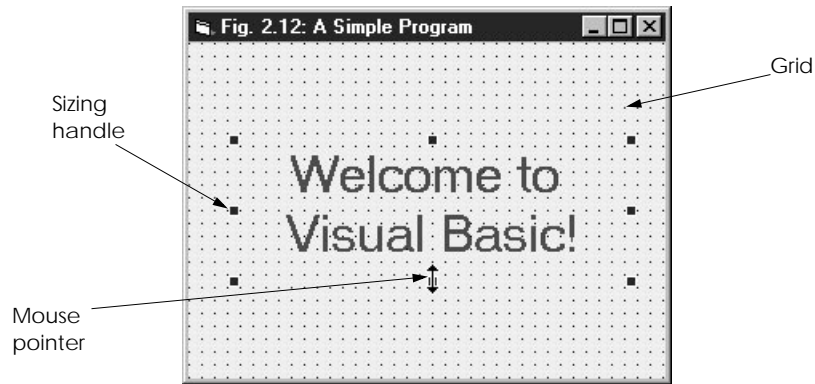 Fig. 2.12: A Simple Program
Grid
Sizing
handle
Welcome to
Visual Basic!
Mouse
pointer